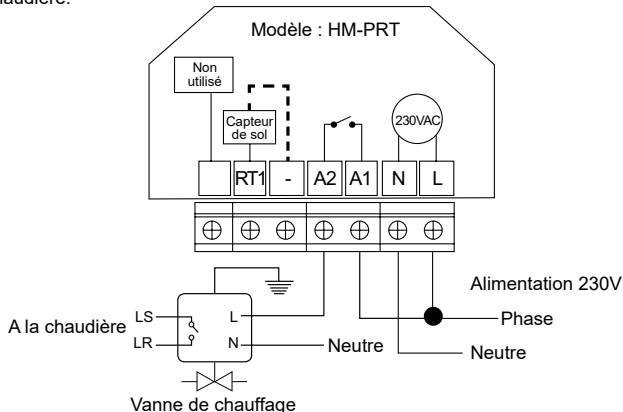 Modèle : HM-PRT
Non
utilisé
Capteur
de sol
230VAC
RT1 - A2 A1 N L
Alimentation 230V
A la chaudière
LS
LR
L
N
Neutre
Phase
Neutre
Vanne de chauffage